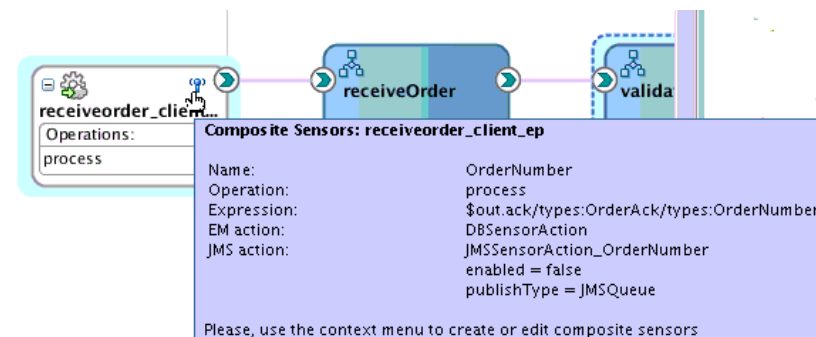 receiveOrder
valida
receiveorder_client...
Operations:
process
Composite Sensors: receiveorder_client_ep
Name: OrderNumber
Operation: process
Expression: $out.ack/types:OrderAck/types:OrderNumber
EM action: DBSensorAction
JMS action: JMSSensorAction_OrderNumber
enabled = false
publishType = JMSQueue
Please, use the context menu to create or edit composite sensors